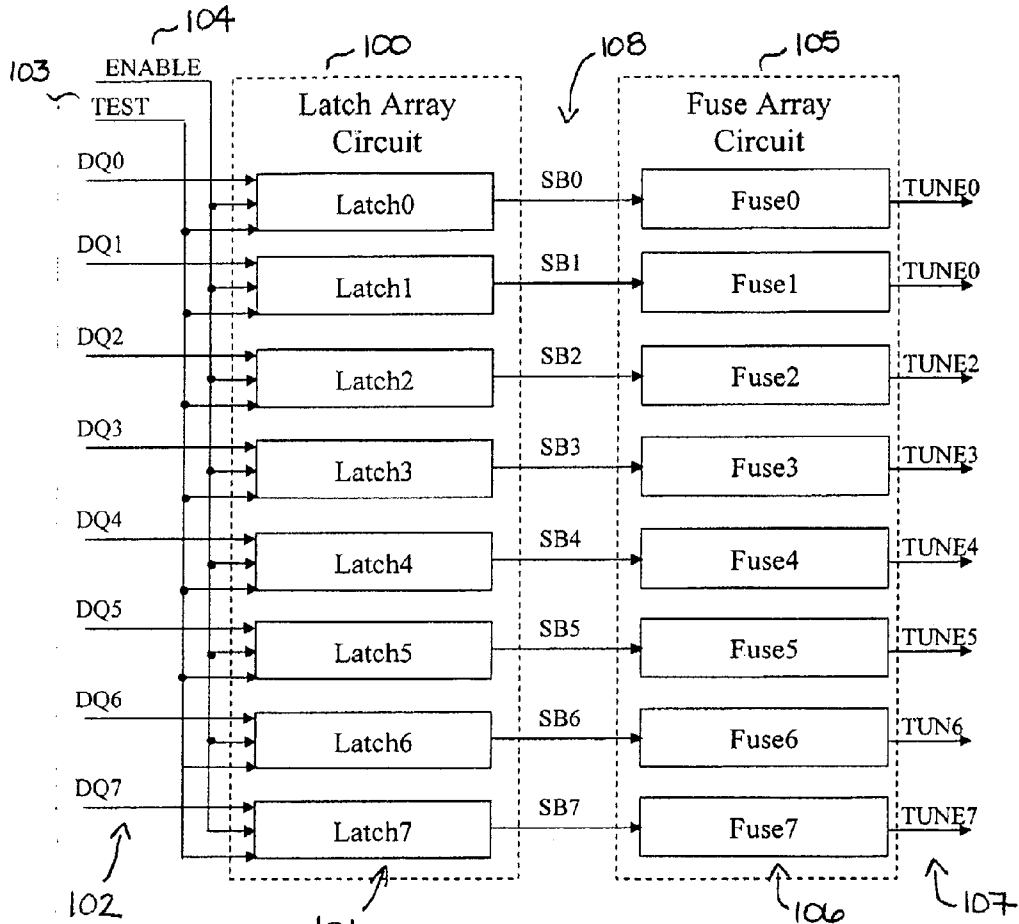 104
100
108
105
103
ENABLE
TEST
Latch Array
Circuit
Fuse Array
Circuit
DQ0
Latch0
SB0
Fuse0
TUNE0
DQ1
Latch1
SB1
Fuse1
TUNE0
DQ2
Latch2
SB2
Fuse2
TUNE2
DQ3
Latch3
SB3
Fuse3
TUNE3
DQ4
Latch4
SB4
Fuse4
TUNE4
DQ5
Latch5
SB5
Fuse5
TUNE5
DQ6
Latch6
SB6
Fuse6
TUN6
DQ7
Latch7
SB7
Fuse7
TUNE7
102
101
106
107